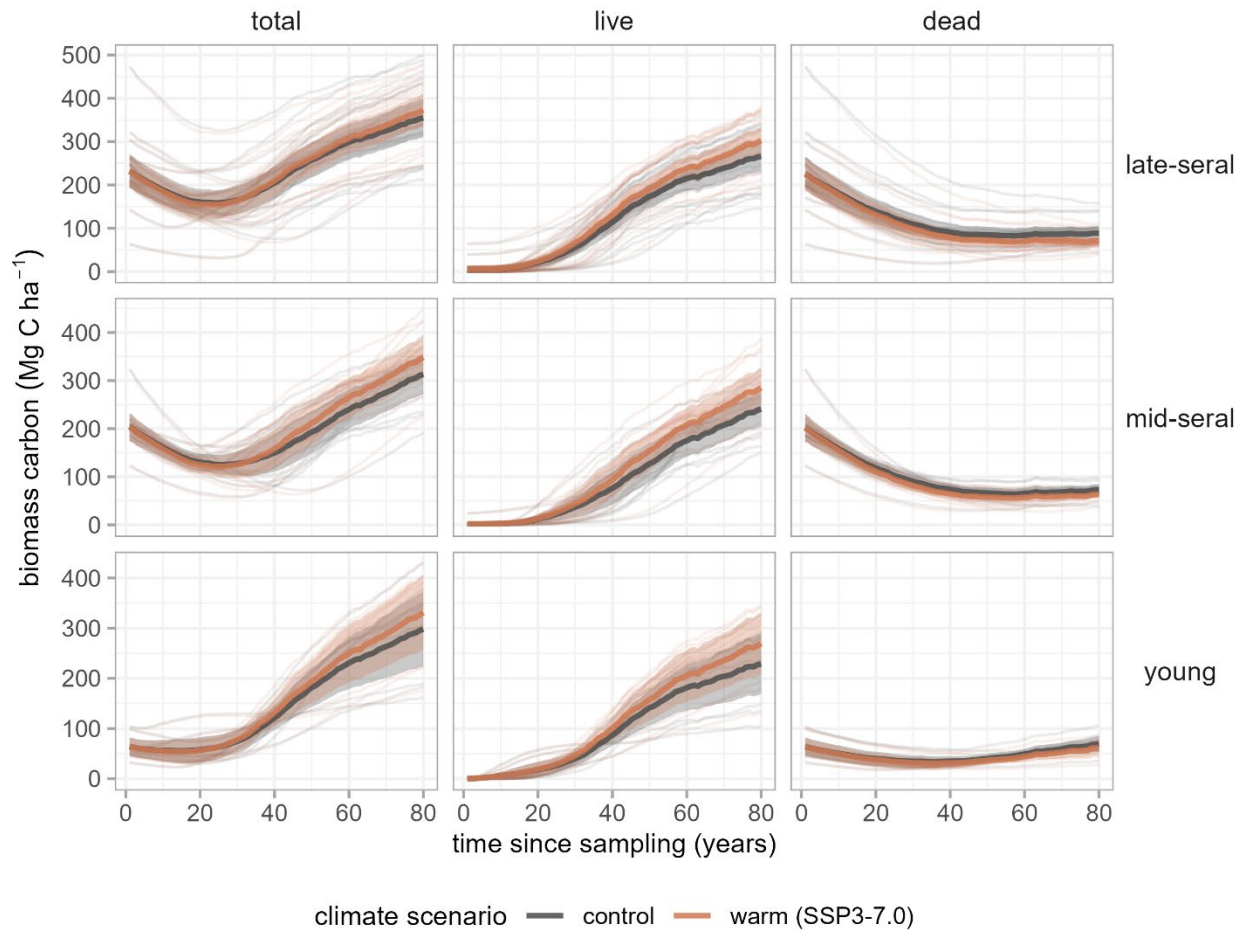 total live dead
500
400
300
200
100
0
late-seral
400
300
200
100
0
mid-seral
400
300
200
100
0
young
biomass carbon (Mg C ha⁻¹)
0 20 40 60 80 0 20 40 60 80 0 20 40 60 80
time since sampling (years)
climate scenario control warm (SSP3-7.0)